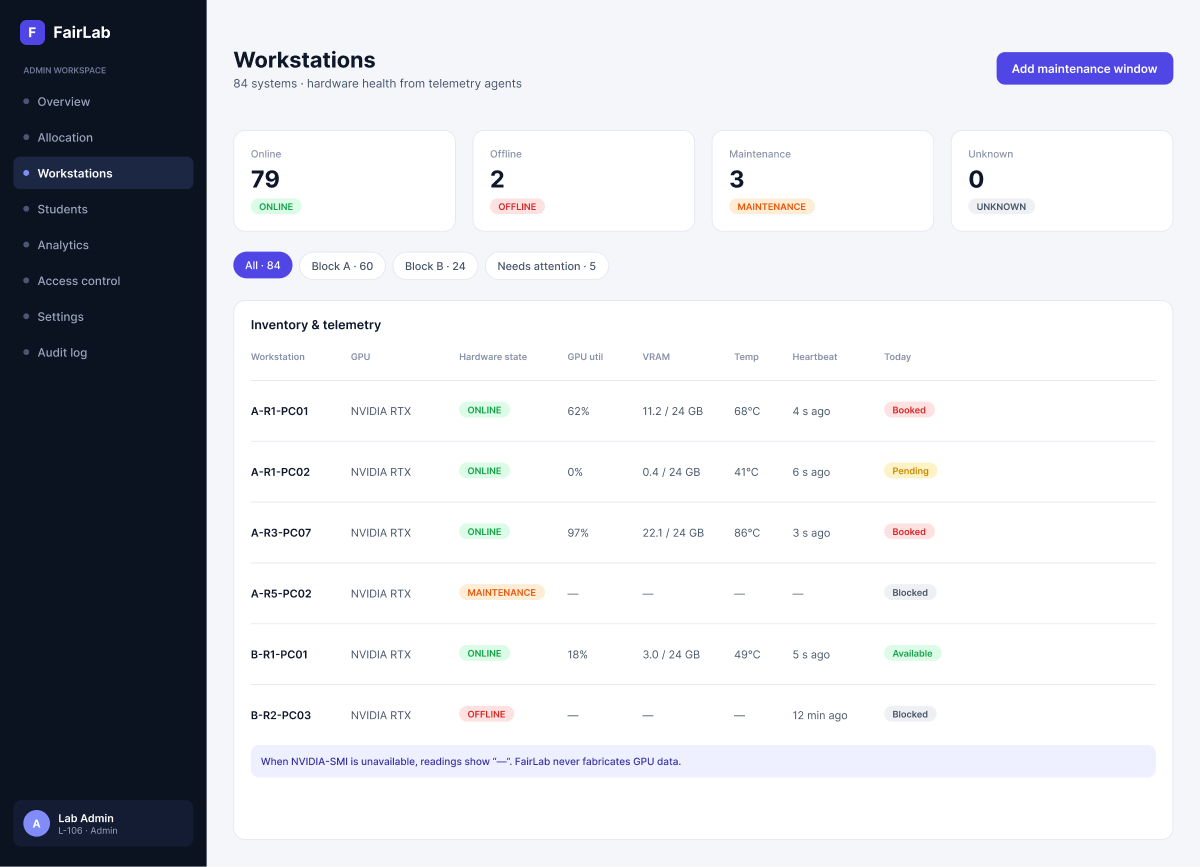 F FairLab
ADMIN WORKSPACE
Overview
Allocation
Workstations
Students
Analytics
Access control
Settings
Audit log
A
Lab Admin
L-106 · Admin
Workstations
84 systems · hardware health from telemetry agents
Add maintenance window
Online
79
ONLINE
Offline
2
OFFLINE
Maintenance
3
MAINTENANCE
Unknown
0
UNKNOWN
All · 84 Block A · 60 Block B · 24 Needs attention · 5
Inventory & telemetry
Workstation GPU Hardware state GPU util VRAM Temp Heartbeat Today
A-R1-PC01 NVIDIA RTX ONLINE 62% 11.2 / 24 GB 68°C 4 s ago Booked
A-R1-PC02 NVIDIA RTX ONLINE 0% 0.4 / 24 GB 41°C 6 s ago Pending
A-R3-PC07 NVIDIA RTX ONLINE 97% 22.1 / 24 GB 86°C 3 s ago Booked
A-R5-PC02 NVIDIA RTX MAINTENANCE — — — — Blocked
B-R1-PC01 NVIDIA RTX ONLINE 18% 3.0 / 24 GB 49°C 5 s ago Available
B-R2-PC03 NVIDIA RTX OFFLINE — — — 12 min ago Blocked
When NVIDIA-SMI is unavailable, readings show “—”. FairLab never fabricates GPU data.